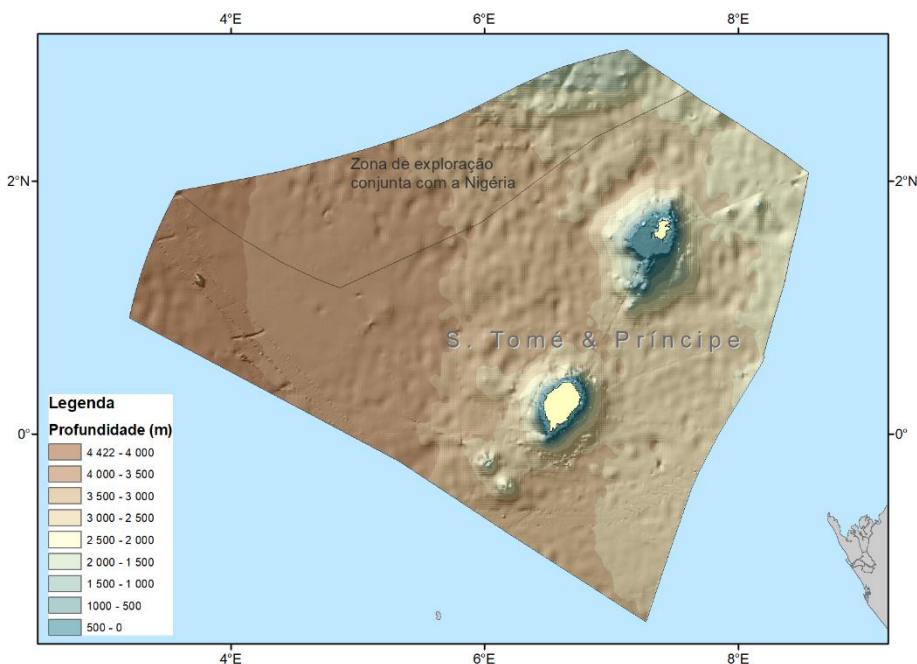 4°E 6°E 8°E
Zona de exploração
conjunta com a Nigéria
2°N 2°N
S. Tomé & Príncipe
Legenda
Profundidade (m)
0° 0°
4 422 - 4 000
4 000 - 3 500
3 500 - 3 000
3 000 - 2 500
2 500 - 2 000
2 000 - 1 500
1 500 - 1 000
1000 - 500
500 - 0
4°E 6°E 8°E